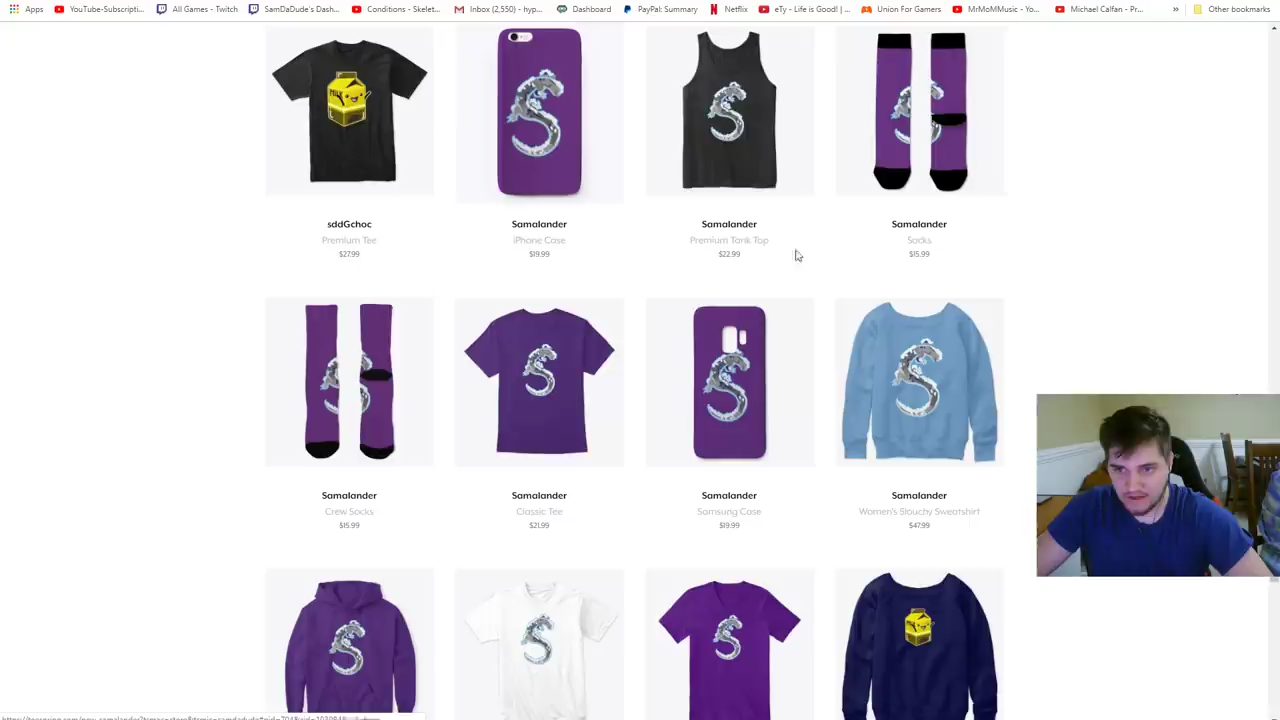 Apps YouTube-Subscripti... All Games - Twitch SamDaDude's Dash... Conditions - Skelet... Inbox (2,550) - hyp... Dashboard PayPal: Summary Netflix eTy - Life is Good! |... Union For Gamers MrMoMMusic - Yo... Michael Calfan - Pr... » Other bookmarks
MILK
sddGchoc Samalander Samalander Samalander
Premium Tee iPhone Case Premium Tank Top Socks
$27.99 $19.99 $22.99 $15.99
Samalander Samalander Samalander Samalander
Crew Socks Classic Tee Samsung Case Women's Slouchy Sweatshirt
$15.99 $21.99 $19.99 $47.99